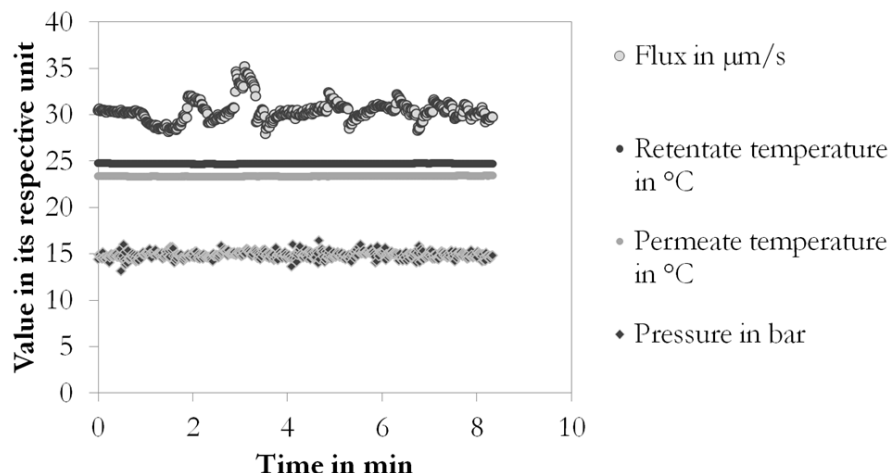 40
35
30
25
20
15
10
5
0
Value in its respective unit
0 2 4 6 8 10
Time in min
Flux in μm/s
Retentate temperature
in °C
Permeate temperature
in °C
Pressure in bar